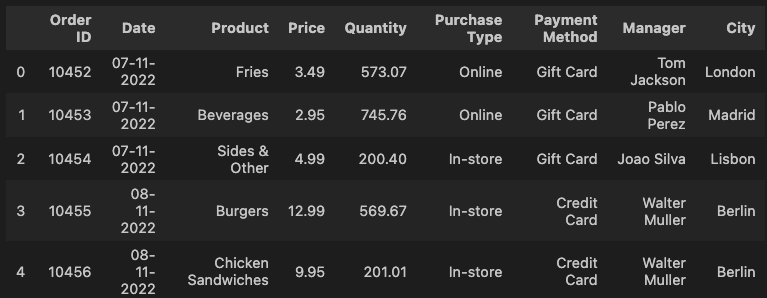 Order ID Date Product Price Quantity Purchase Type Payment Method Manager City
0 10452 07-11-2022 Fries 3.49 573.07 Online Gift Card Tom Jackson London
1 10453 07-11-2022 Beverages 2.95 745.76 Online Gift Card Pablo Perez Madrid
2 10454 07-11-2022 Sides & Other 4.99 200.40 In-store Gift Card Joao Silva Lisbon
3 10455 08-11-2022 Burgers 12.99 569.67 In-store Credit Card Walter Muller Berlin
4 10456 08-11-2022 Chicken Sandwiches 9.95 201.01 In-store Credit Card Walter Muller Berlin